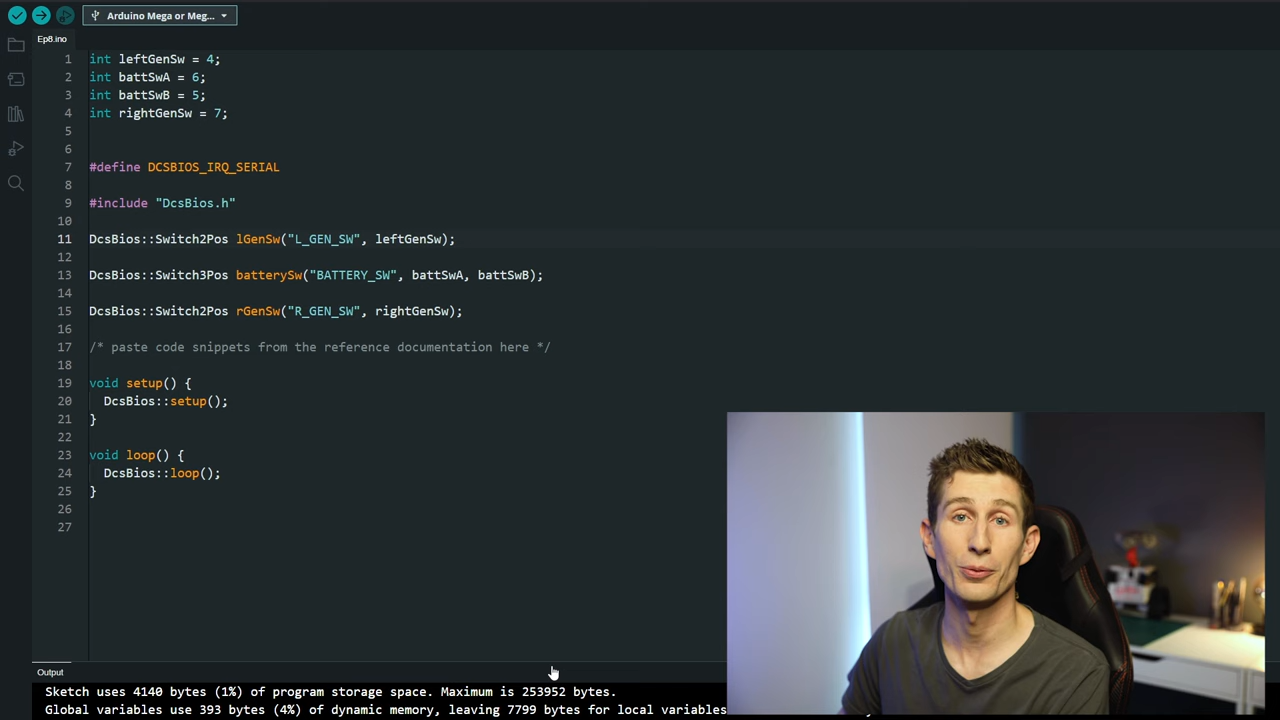 Arduino Mega or Meg...
Ep8.ino
1 int leftGenSw = 4;
2 int battSwA = 6;
3 int battSwB = 5;
4 int rightGenSw = 7;
5
6
7 #define DCSBIOS_IRQ_SERIAL
8
9 #include "DcsBios.h"
10
11 DcsBios::Switch2Pos lGenSw("L_GEN_SW", leftGenSw);
12
13 DcsBios::Switch3Pos batterySw("BATTERY_SW", battSwA, battSwB);
14
15 DcsBios::Switch2Pos rGenSw("R_GEN_SW", rightGenSw);
16
17 /* paste code snippets from the reference documentation here */
18
19 void setup() {
20 DcsBios::setup();
21 }
22
23 void loop() {
24 DcsBios::loop();
25 }
26
27
Output
Sketch uses 4140 bytes (1%) of program storage space. Maximum is 253952 bytes.
Global variables use 393 bytes (4%) of dynamic memory, leaving 7799 bytes for local variables